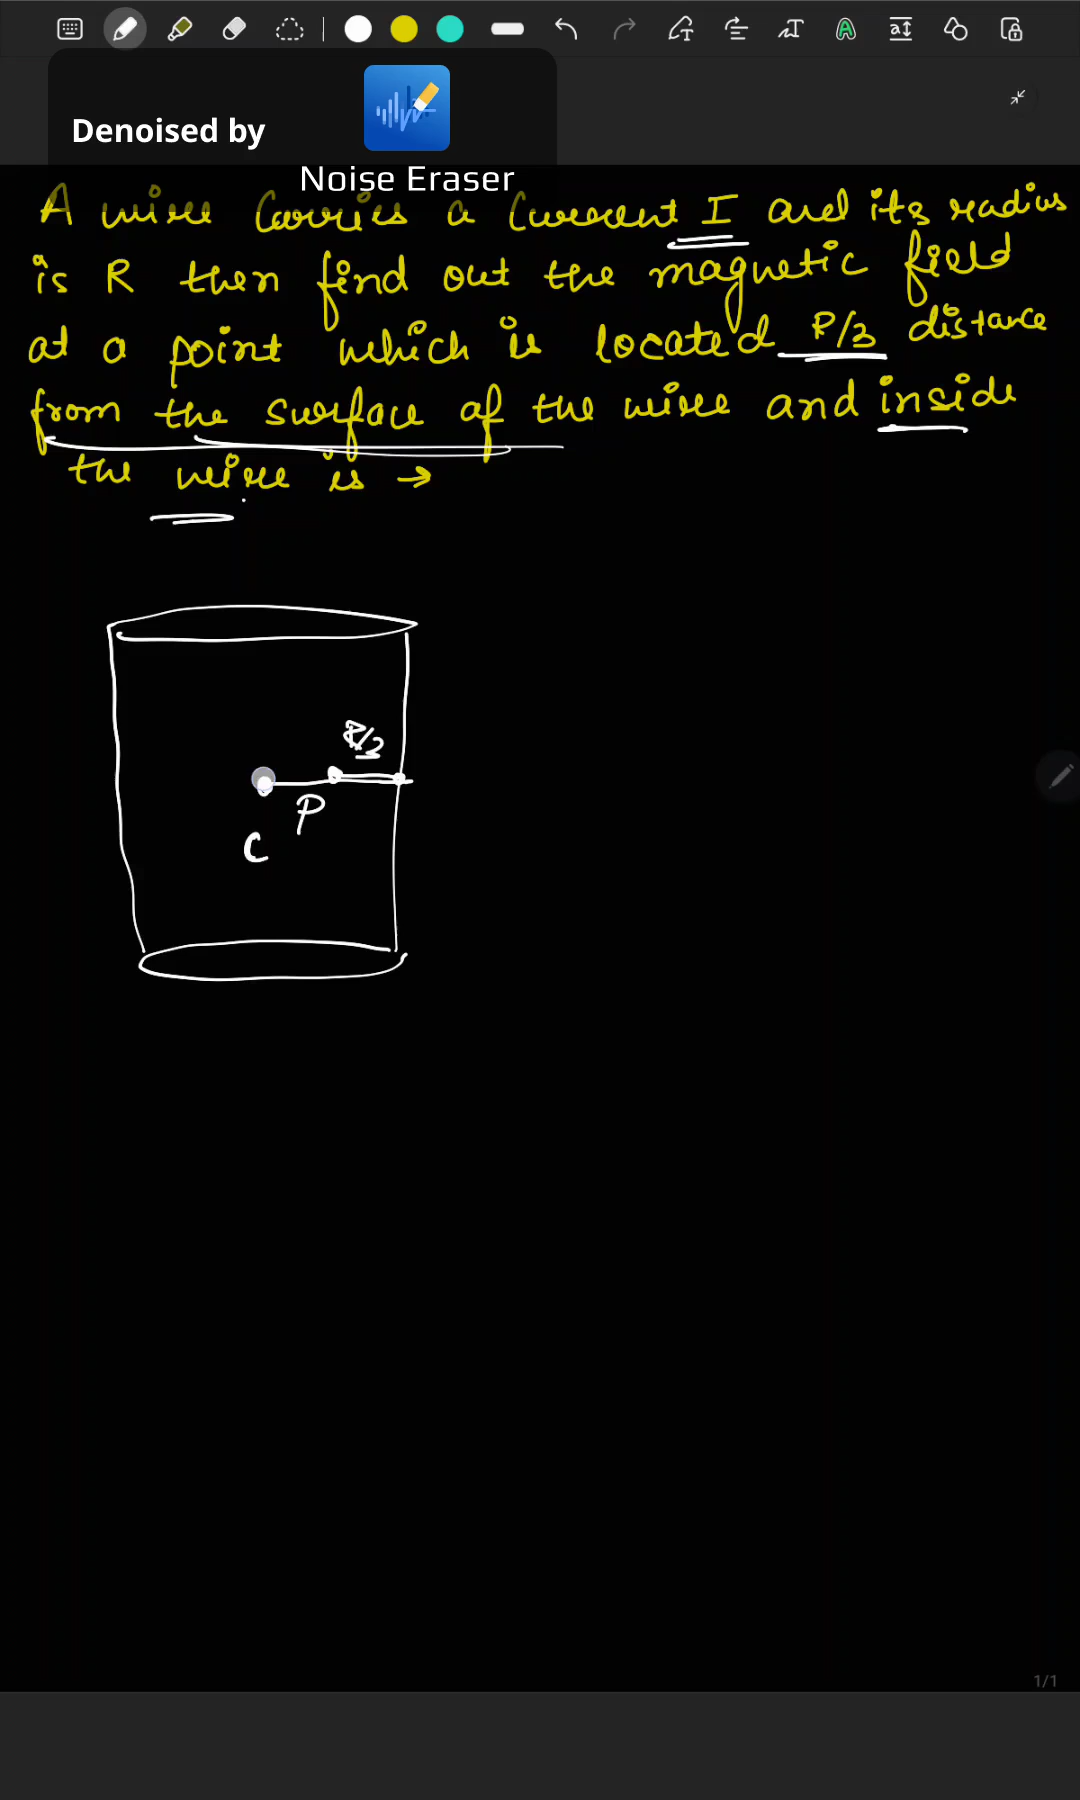 Denoised by
Noise Eraser
A wire Carries a Current I and its radius
is R then find out the magnetic field
at a point which is located R/3 distance
from the surface of the wire and inside
the wire is →
R/3
P
C
1/1